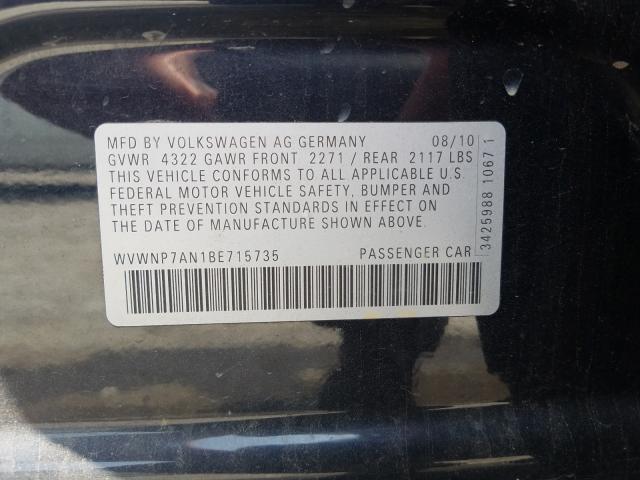 MFD BY VOLKSWAGEN AG GERMANY 08/10
GVWR 4322 GAWR FRONT 2271 / REAR 2117 LBS
THIS VEHICLE CONFORMS TO ALL APPLICABLE U.S.
FEDERAL MOTOR VEHICLE SAFETY, BUMPER AND
THEFT PREVENTION STANDARDS IN EFFECT ON
THE DATE OF MANUFACTURE SHOWN ABOVE.
WVWNP7AN1BE715735 PASSENGER CAR
3425988 1067 1